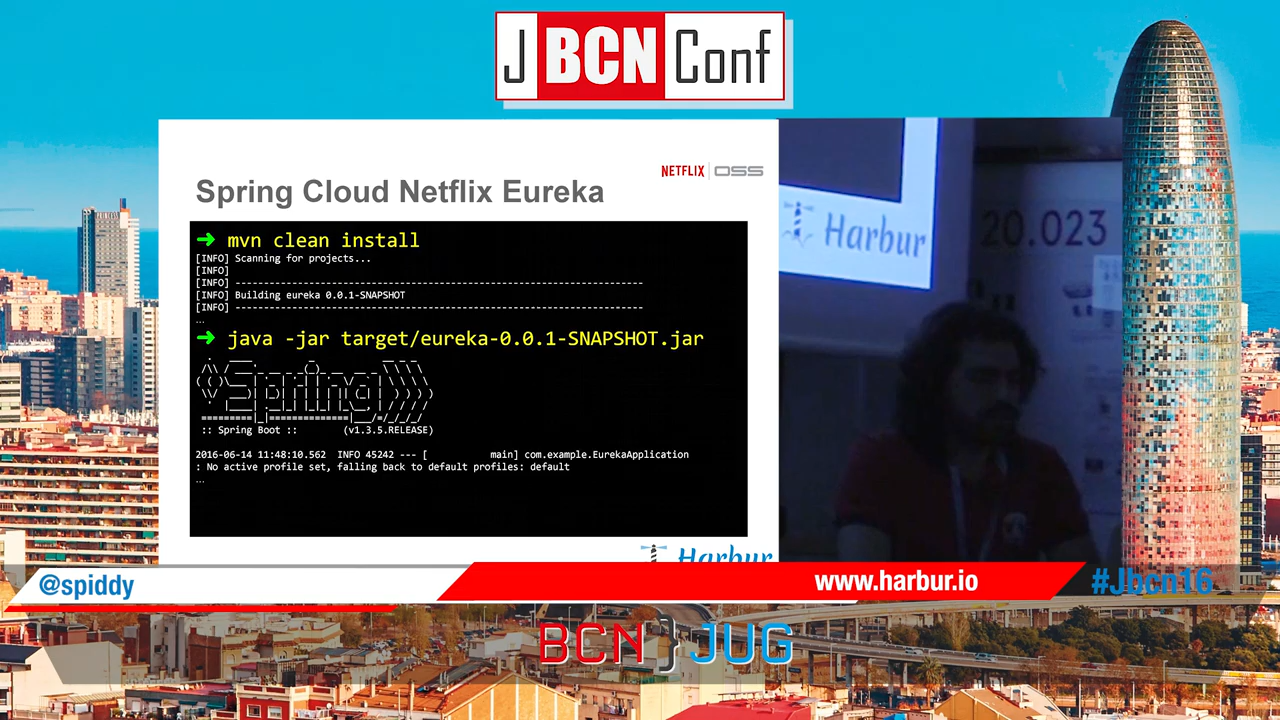 J BCN Conf
NETFLIX OSS
Spring Cloud Netflix Eureka
➜ mvn clean install
[INFO] Scanning for projects...
[INFO]
[INFO] ------------------------------------------------------------------------
[INFO] Building eureka 0.0.1-SNAPSHOT
[INFO] ------------------------------------------------------------------------
...
➜ java -jar target/eureka-0.0.1-SNAPSHOT.jar
Spring
:: Spring Boot :: (v1.3.5.RELEASE)
2016-06-14 11:48:10.562 INFO 45242 --- [ main] com.example.EurekaApplication
: No active profile set, falling back to default profiles: default
...
Harbur
Harbur
20.023
@spiddy
www.harbur.io
#Jbcn16
BCN JUG